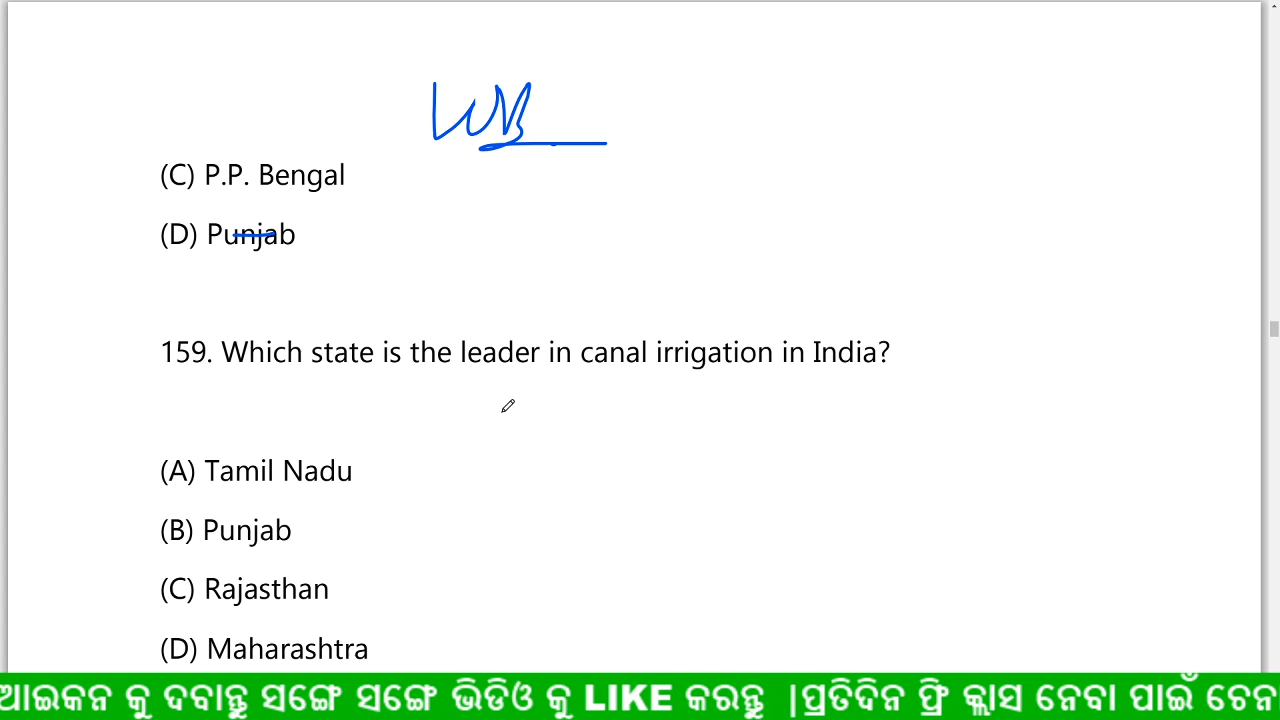 WB
(C) P.P. Bengal
(D) Punjab
159. Which state is the leader in canal irrigation in India?
(A) Tamil Nadu
(B) Punjab
(C) Rajasthan
(D) Maharashtra
ଆଇକନ କୁ ଦବାନ୍ତୁ ସଙ୍ଗେ ସଙ୍ଗେ ଭିଡିଓ କୁ LIKE କରନ୍ତୁ |ପ୍ରତିଦିନ ଫ୍ରି କ୍ଲାସ ନେବା ପାଇଁ ଚେନ